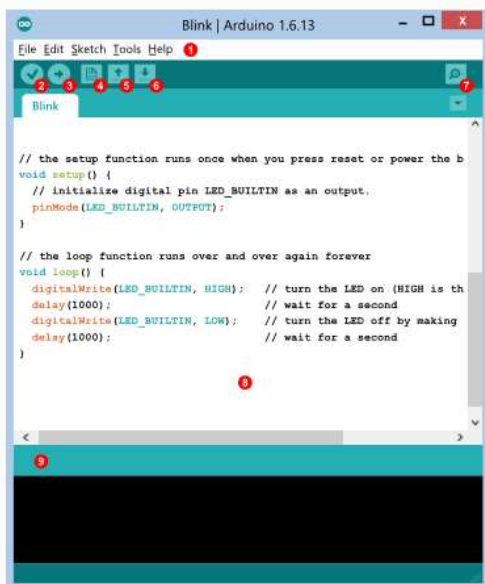 Blink | Arduino 1.6.13
X
File Edit Sketch Tools Help 1
2 3 4 5 6 7
Blink
// the setup function runs once when you press reset or power the b
void setup() {
// initialize digital pin LED_BUILTIN as an output.
pinMode(LED_BUILTIN, OUTPUT);
}
// the loop function runs over and over again forever
void loop() {
digitalWrite(LED_BUILTIN, HIGH); // turn the LED on (HIGH is th
delay(1000); // wait for a second
digitalWrite(LED_BUILTIN, LOW); // turn the LED off by making
delay(1000); // wait for a second
}
8
9